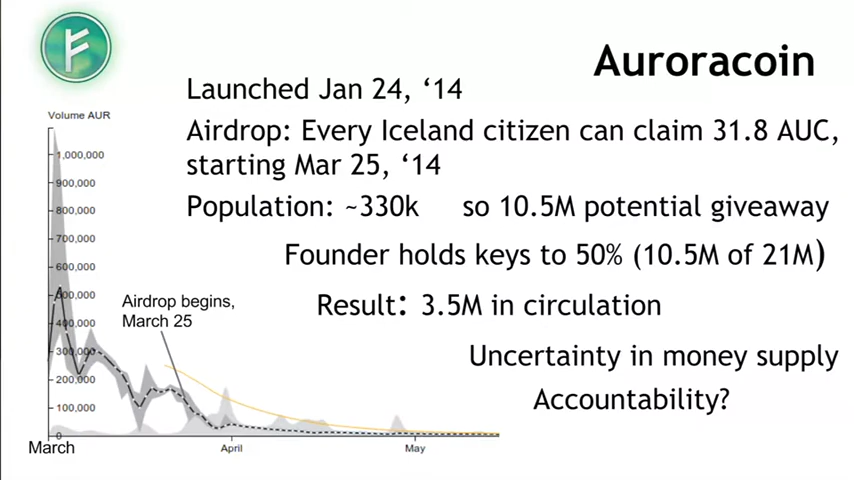 Auroracoin
Launched Jan 24, ‘14
Airdrop: Every Iceland citizen can claim 31.8 AUC,
starting Mar 25, ‘14
Population: ~330k so 10.5M potential giveaway
Founder holds keys to 50% (10.5M of 21M)
Result: 3.5M in circulation
Uncertainty in money supply
Accountability?
Volume AUR
1,000,000
900,000
800,000
700,000
600,000
500,000
400,000
300,000
200,000
100,000
0
Airdrop begins,
March 25
March
April
May